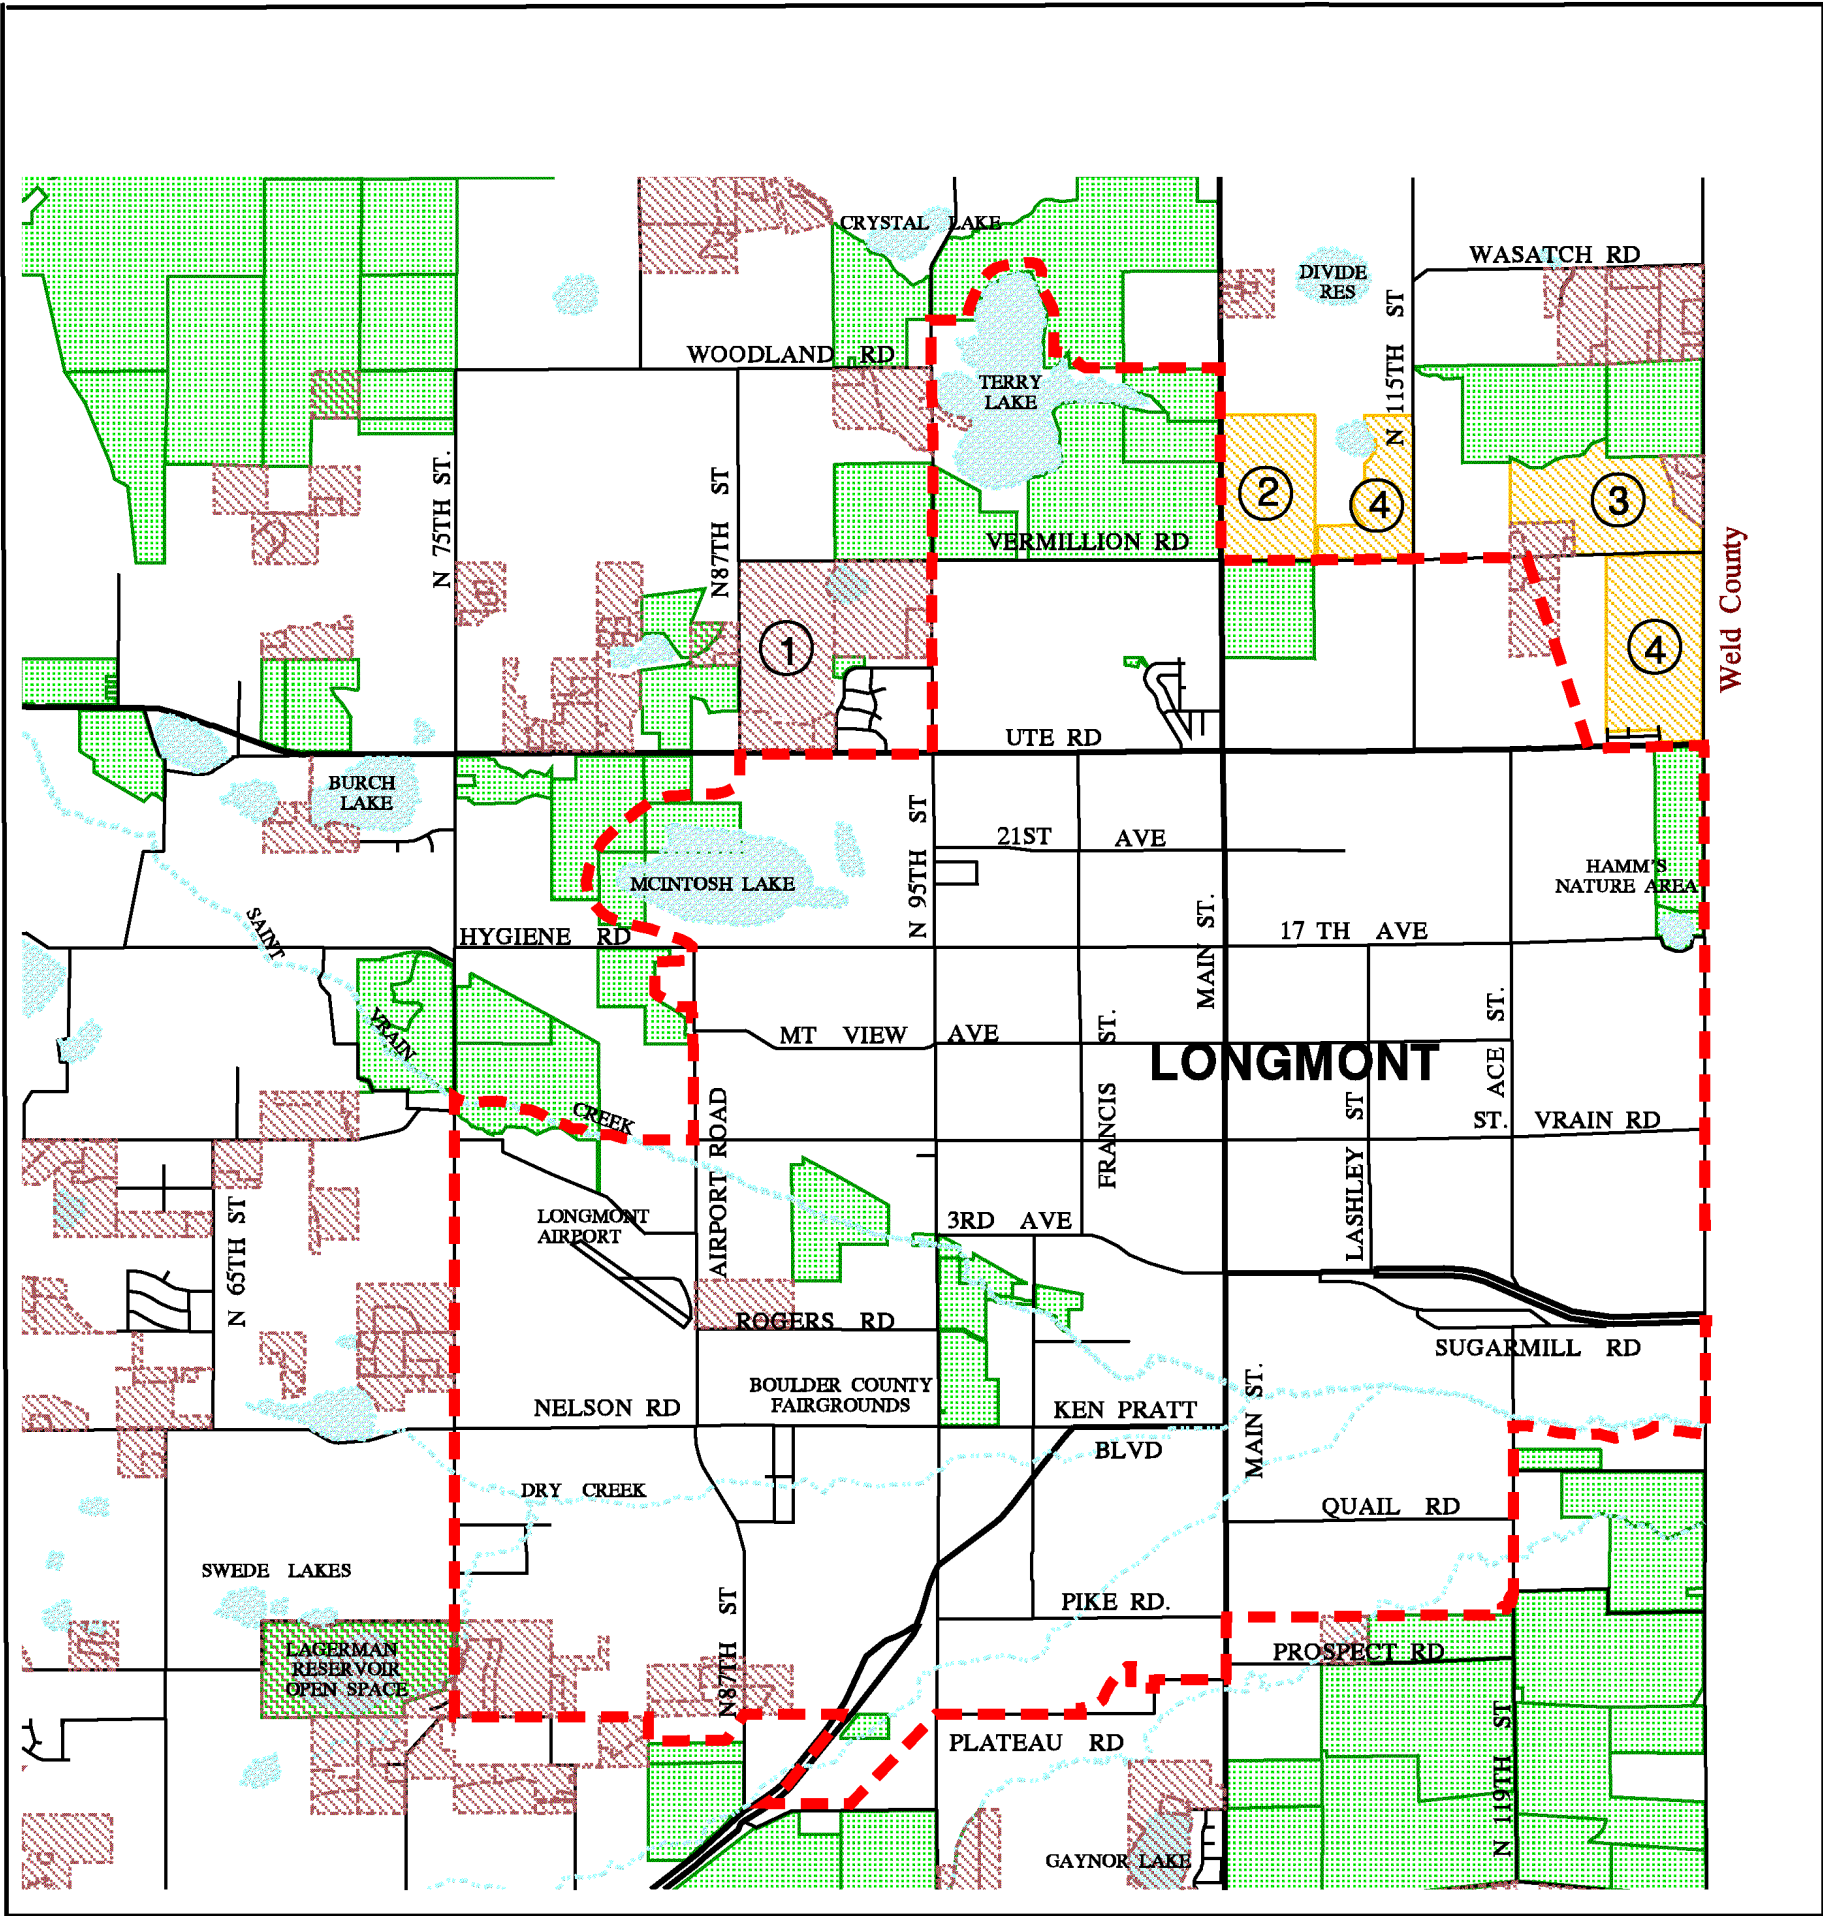 CRYSTAL LAKE
WASATCH RD
DIVIDE
RES
N 115TH ST
WOODLAND RD
TERRY
LAKE
2
4
3
N 75TH ST.
N87TH ST
VERMILLION RD
Weld County
1
4
UTE RD
BURCH
LAKE
N 95TH ST
21ST AVE
HAMM'S
NATURE AREA
MCINTOSH LAKE
MAIN ST.
SAINT
VRAIN
CREEK
HYGIENE RD
17 TH AVE
MT VIEW AVE
FRANCIS ST.
LONGMONT
ACE ST.
LASHLEY ST
ST. VRAIN RD
AIRPORT ROAD
N 65TH ST
LONGMONT
AIRPORT
3RD AVE
ROGERS RD
SUGARMILL RD
BOULDER COUNTY
FAIRGROUNDS
NELSON RD
KEN PRATT
BLVD
MAIN ST.
DRY CREEK
QUAIL RD
SWEDE LAKES
N87TH ST
PIKE RD.
LAGERMAN
RESERVOIR
OPEN SPACE
PROSPECT RD
PLATEAU RD
N 119TH ST
GAYNOR LAKE